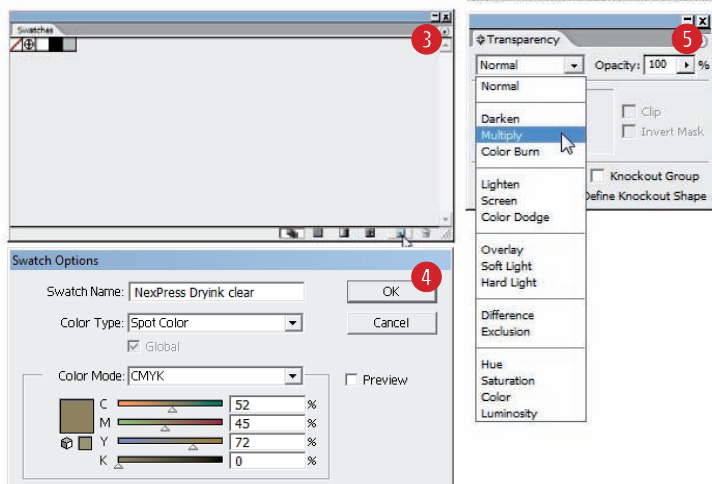 Swatches
3
Swatch Options
4
Swatch Name: NexPress Dryink clear
OK
Color Type: Spot Color
Cancel
Global
Color Mode: CMYK
Preview
C 52 %
M 45 %
Y 72 %
K 0 %
5
Transparency
Normal Opacity: 100 %
Normal
Darken
Multiply
Color Burn
Lighten
Screen
Color Dodge
Overlay
Soft Light
Hard Light
Difference
Exclusion
Hue
Saturation
Color
Luminosity
Clip
Invert Mask
Knockout Group
Define Knockout Shape